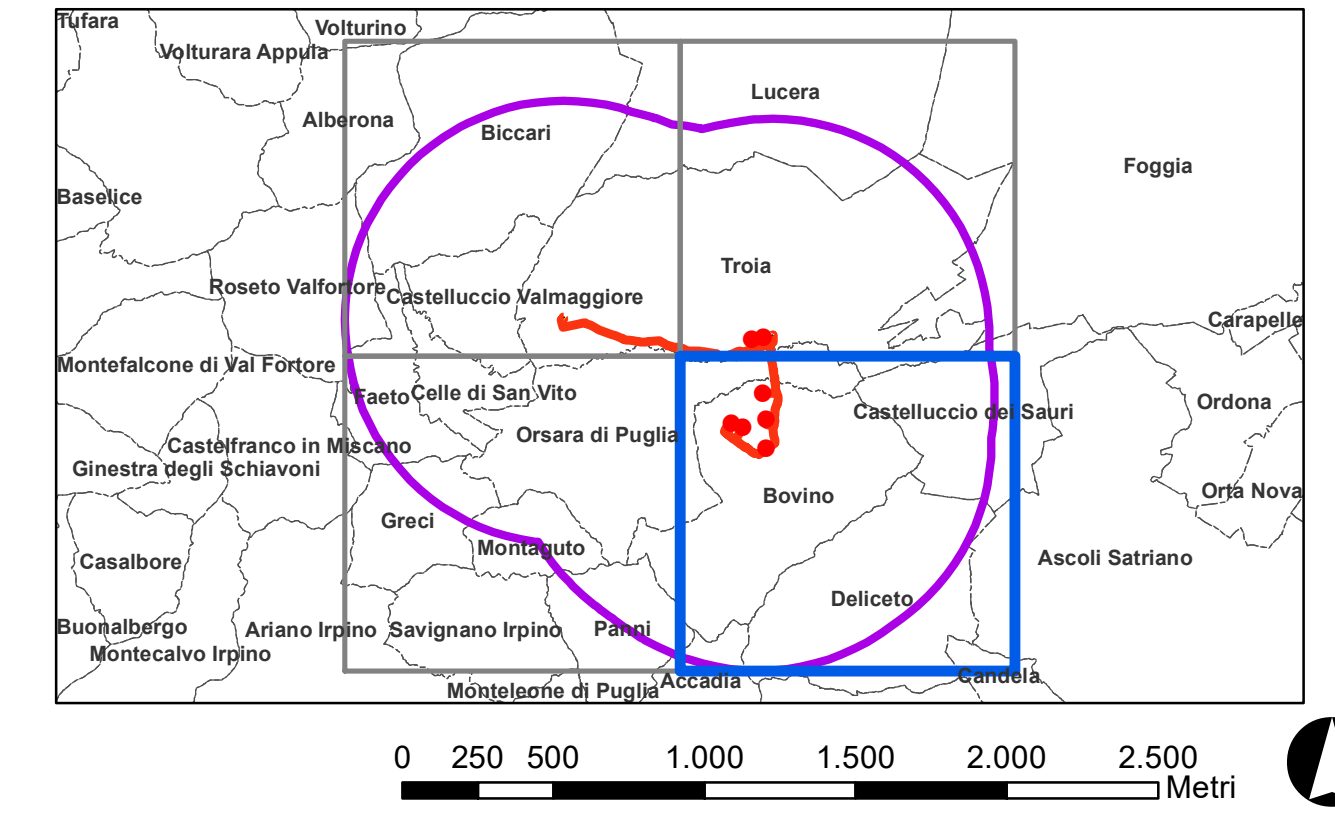 Tufara
Volturino
Volturara Appula
Lucera
Alberona
Biccari
Foggia
Baselice
Troia
Roseto Valfortore
Castelluccio Valmaggiore
Carapelle
Montefalcone di Val Fortore
Faeto
Celle di San Vito
Ordona
Castelluccio dei Sauri
Orsara di Puglia
Castelfranco in Miscano
Ginestra degli Schiavoni
Orta Nova
Bovino
Greci
Montaguto
Ascoli Satriano
Casalbore
Deliceto
Buonalbergo
Ariano Irpino
Savignano Irpino
Panni
Montecalvo Irpino
Candela
Accadia
Monteleone di Puglia
0 250 500 1.000 1.500 2.000 2.500
Metri